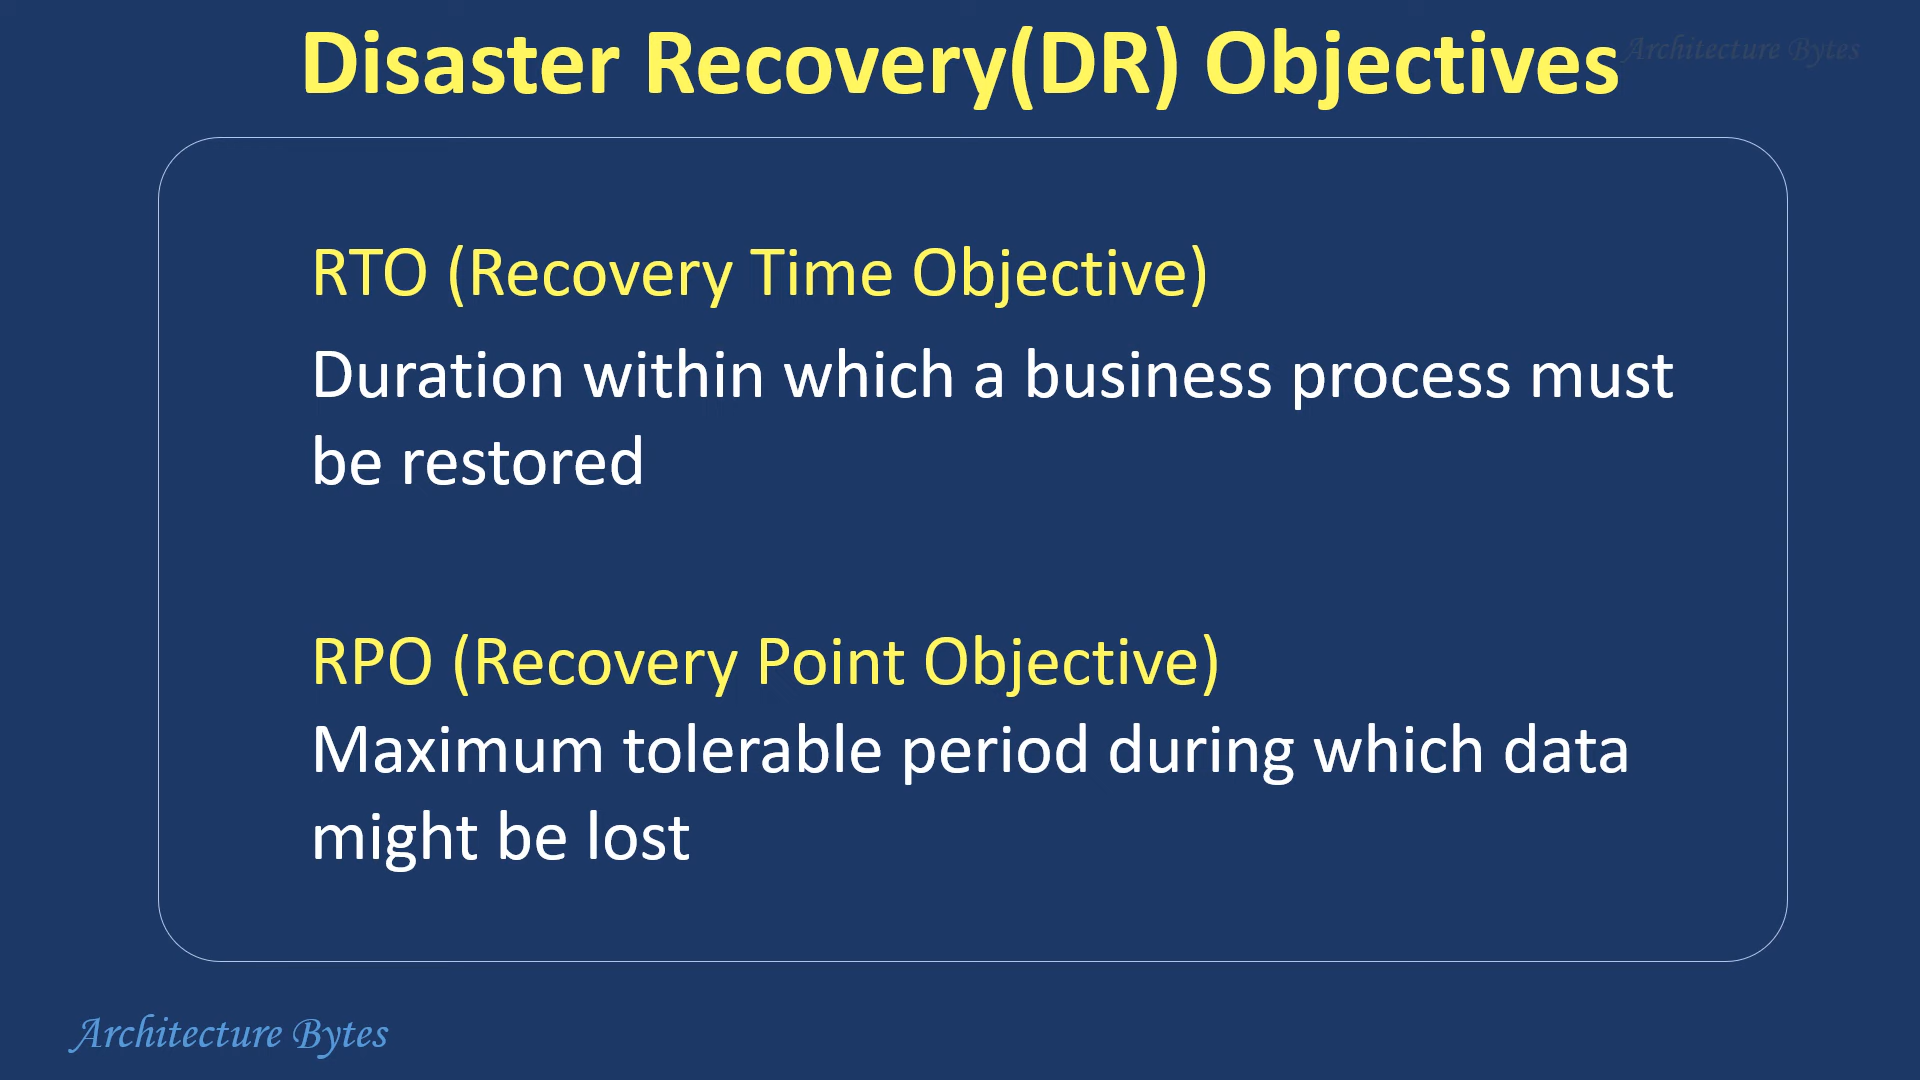 Disaster Recovery(DR) Objectives
Architecture Bytes
RTO (Recovery Time Objective)
Duration within which a business process must
be restored
RPO (Recovery Point Objective)
Maximum tolerable period during which data
might be lost
Architecture Bytes